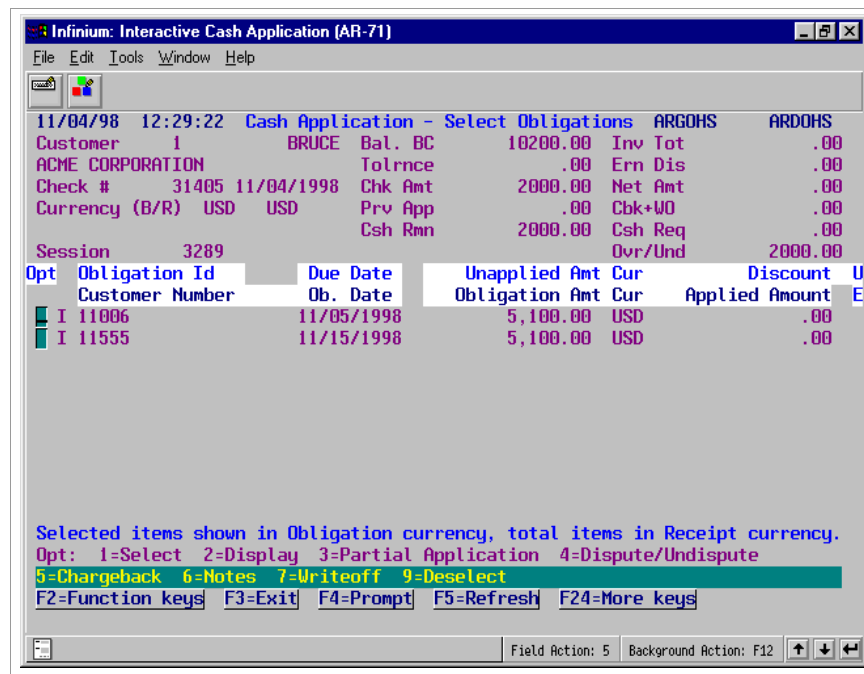 Infinium: Interactive Cash Application (AR-71)
File Edit Tools Window Help
11/04/98 12:29:22 Cash Application - Select Obligations ARGOHS ARDOHS
Customer 1 BRUCE Bal. BC 10200.00 Inv Tot .00
ACME CORPORATION Tolrnce .00 Ern Dis .00
Check # 31405 11/04/1998 Chk Amt 2000.00 Net Amt .00
Currency (B/R) USD USD Prv App .00 Cbk+WO .00
Csh Rmn 2000.00 Csh Req .00
Session 3289 Ovr/Und 2000.00
Opt Obligation Id Due Date Unapplied Amt Cur Discount U
Customer Number Ob. Date Obligation Amt Cur Applied Amount E
I 11006 11/05/1998 5,100.00 USD .00
I 11555 11/15/1998 5,100.00 USD .00
Selected items shown in Obligation currency, total items in Receipt currency.
Opt: 1=Select 2=Display 3=Partial Application 4=Dispute/Undispute
5=Chargeback 6=Notes 7=Writeoff 9=Deselect
F2=Function keys F3=Exit F4=Prompt F5=Refresh F24=More keys
Field Action: 5 Background Action: F12